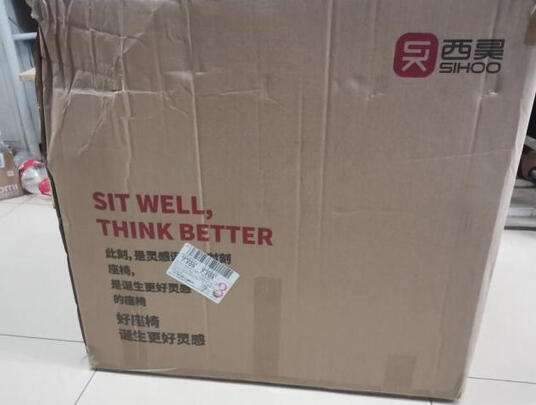 西昊
SIHOO
SIT WELL,
THINK BETTER
此刻，是灵感
刻
座椅，
是诞生更好灵感
的座椅
好座椅
诞生更好灵感